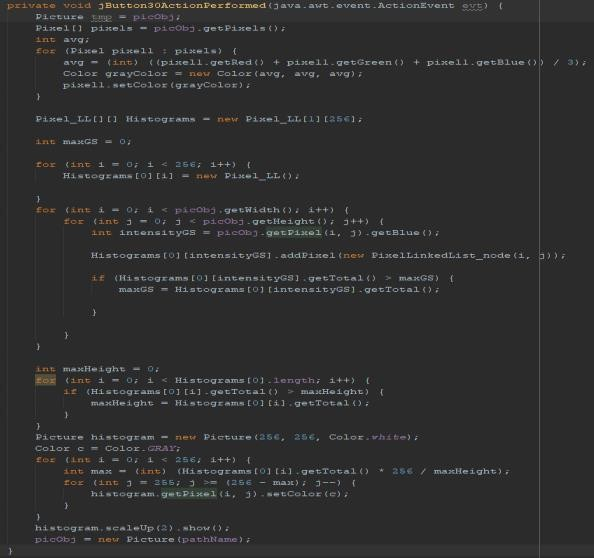 private void jButton30ActionPerformed(java.awt.event.ActionEvent evt) {
    Picture tmp = picObj;
    Pixel[] pixels = picObj.getPixels();
    int avg;
    for (Pixel pixell : pixels) {
        avg = (int) ((pixell.getRed() + pixell.getGreen() + pixell.getBlue()) / 3);
        Color grayColor = new Color(avg, avg, avg);
        pixell.setColor(grayColor);
    }

    Pixel_LL[][] Histograms = new Pixel_LL[1][256];

    int maxGS = 0;

    for (int i = 0; i < 256; i++) {
        Histograms[0][i] = new Pixel_LL();

    }
    for (int i = 0; i < picObj.getWidth(); i++) {
        for (int j = 0; j < picObj.getHeight(); j++) {
            int intensityGS = picObj.getPixel(i, j).getBlue();

            Histograms[0][intensityGS].addPixel(new PixelLinkedList_node(i, j));

            if (Histograms[0][intensityGS].getTotal() > maxGS) {
                maxGS = Histograms[0][intensityGS].getTotal();

            }

        }
    }

    int maxHeight = 0;
    for (int i = 0; i < Histograms[0].length; i++) {
        if (Histograms[0][i].getTotal() > maxHeight) {
            maxHeight = Histograms[0][i].getTotal();
        }
    }
    Picture histogram = new Picture(256, 256, Color.white);
    Color c = Color.GRAY;
    for (int i = 0; i < 256; i++) {
        int max = (int) (Histograms[0][i].getTotal() * 256 / maxHeight);
        for (int j = 255; j >= (256 - max); j--) {
            histogram.getPixel(i, j).setColor(c);
        }
    }
    histogram.scaleUp(2).show();
    picObj = new Picture(pathName);
}